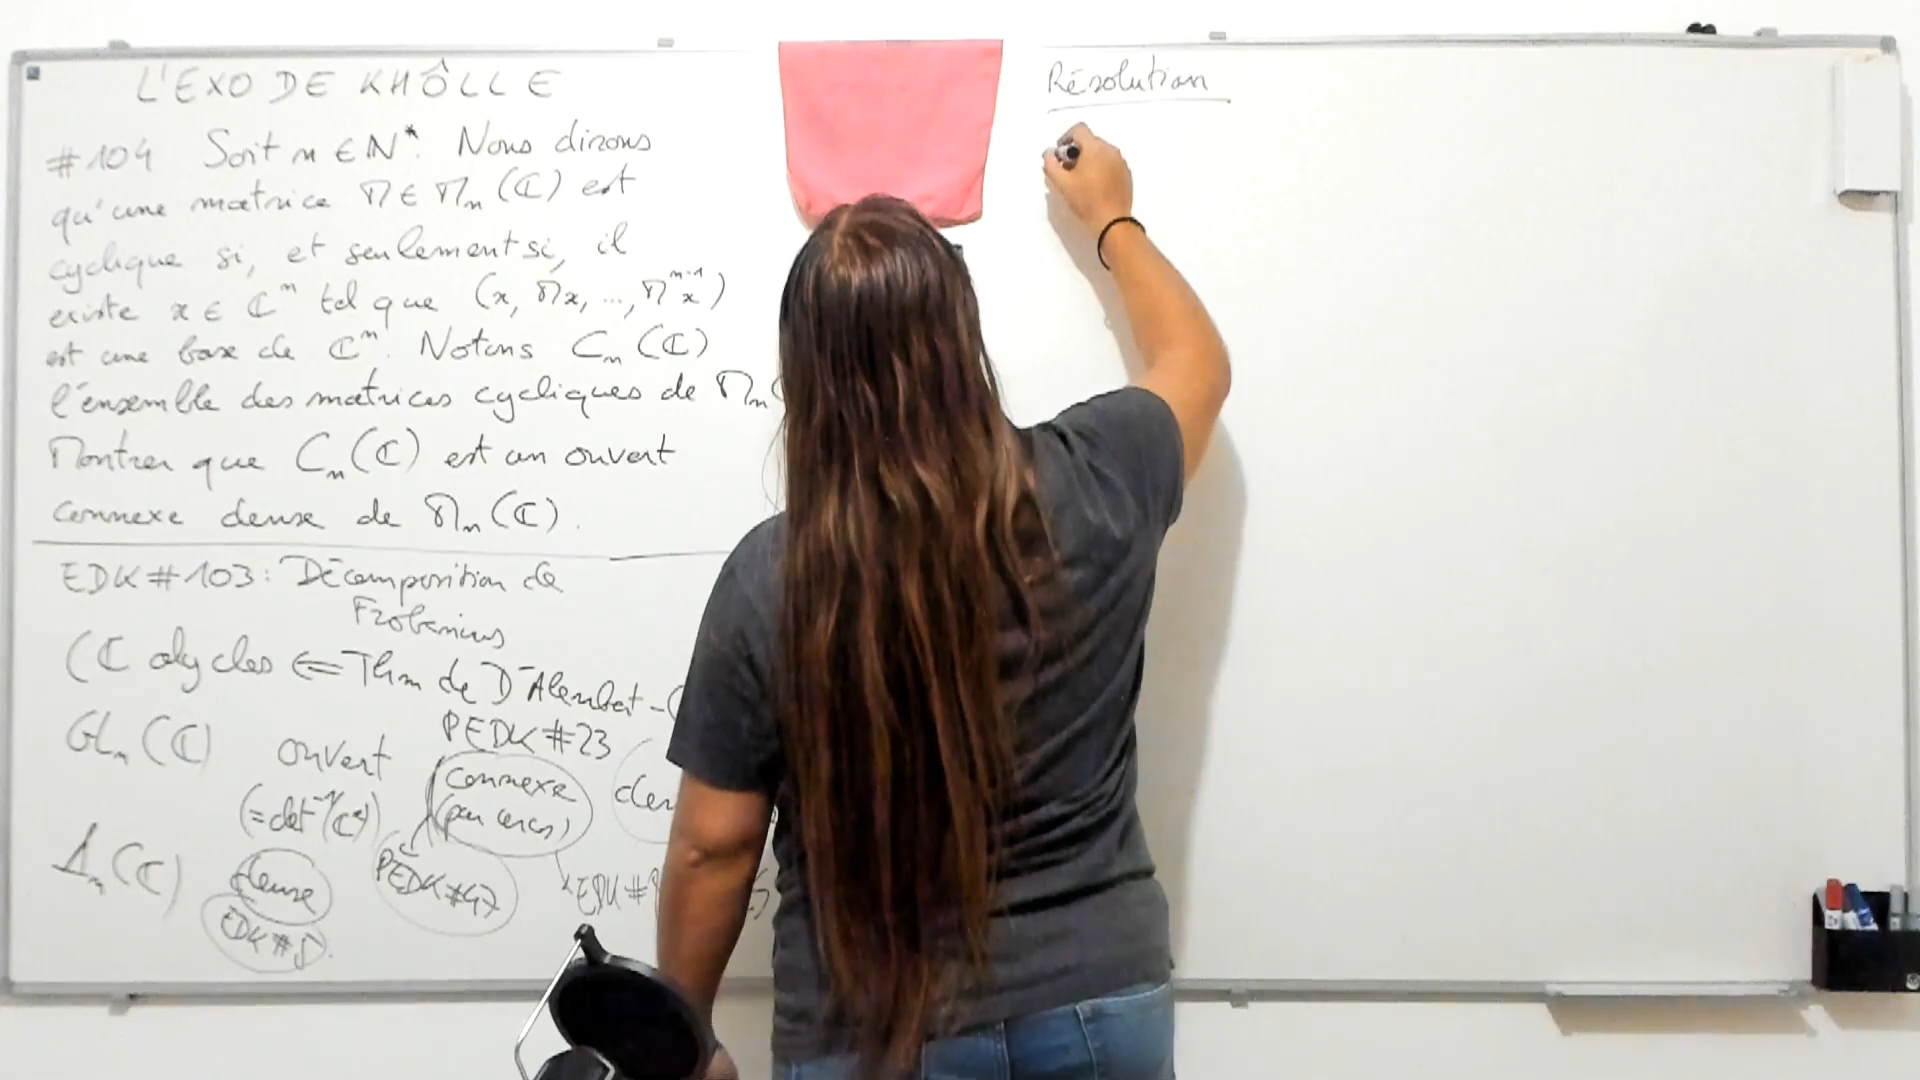 L'EXO DE KHÔLLE
#104 Soit n ∈ ℕ*. Nous dirons
qu'une matrice M ∈ Mn(ℂ) est
cyclique si, et seulement si, il
existe x ∈ ℂⁿ tel que (x, Mx, ..., Mⁿ⁻¹x)
est une base de ℂⁿ. Notons Cn(ℂ)
l'ensemble des matrices cycliques de Mn(
Montrer que Cn(ℂ) est un ouvert
connexe dense de Mn(ℂ).
EDK #103 : Décomposition de
Frobenius
(ℂ alg clos ⇐ Thm de D'Alembert-(
PEDK #23
GLn(ℂ) ouvert
(= det⁻¹(ℂ*))
connexe
(par arcs)
PEDK #47
EDK #
Δn(ℂ) dense
EDK #5
Résolution